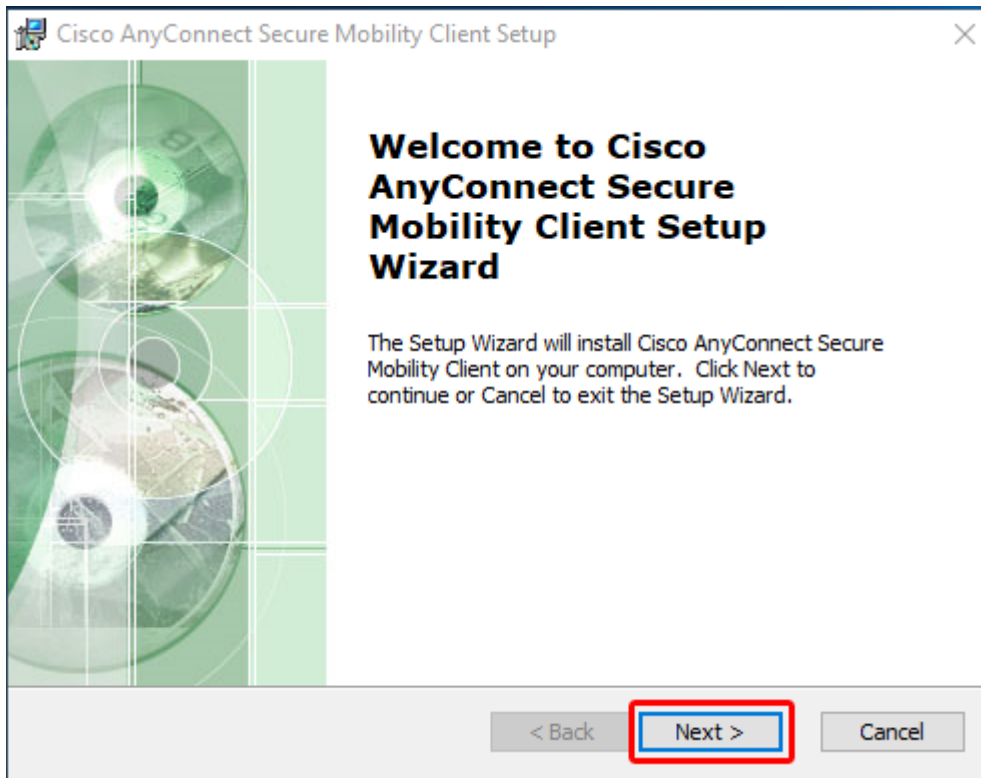 Cisco AnyConnect Secure Mobility Client Setup
Welcome to Cisco
AnyConnect Secure
Mobility Client Setup
Wizard
The Setup Wizard will install Cisco AnyConnect Secure
Mobility Client on your computer.  Click Next to
continue or Cancel to exit the Setup Wizard.
< Back
Next >
Cancel